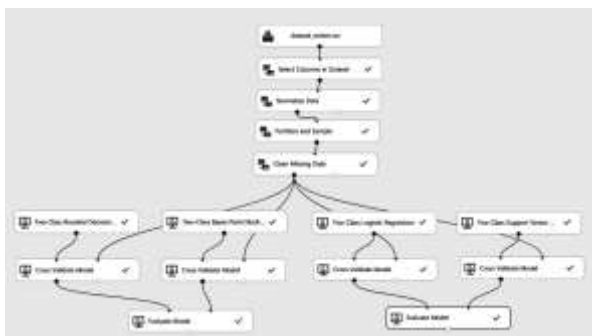 Select Columns in Dataset
Normalize Data
Partition and Sample
Clean Missing Data
Two-Class Boosted Decision...
Two-Class Bayes Point Mach...
Two-Class Logistic Regression
Two-Class Support Vector ...
Cross Validate Model
Cross Validate Model
Cross Validate Model
Cross Validate Model
Evaluate Model
Evaluate Model